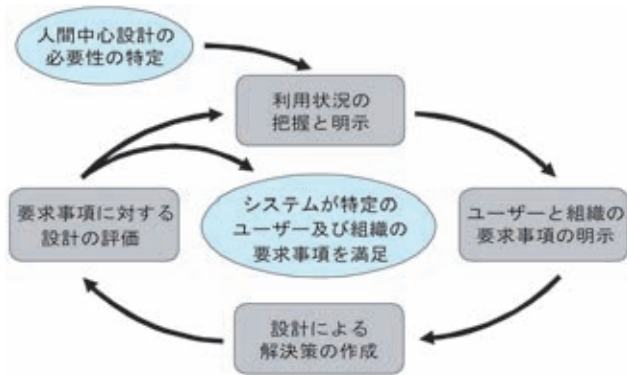 人間中心設計の
必要性の特定
利用状況の
把握と明示
要求事項に対する
設計の評価
システムが特定の
ユーザー及び組織の
要求事項を満足
ユーザーと組織の
要求事項の明示
設計による
解決策の作成